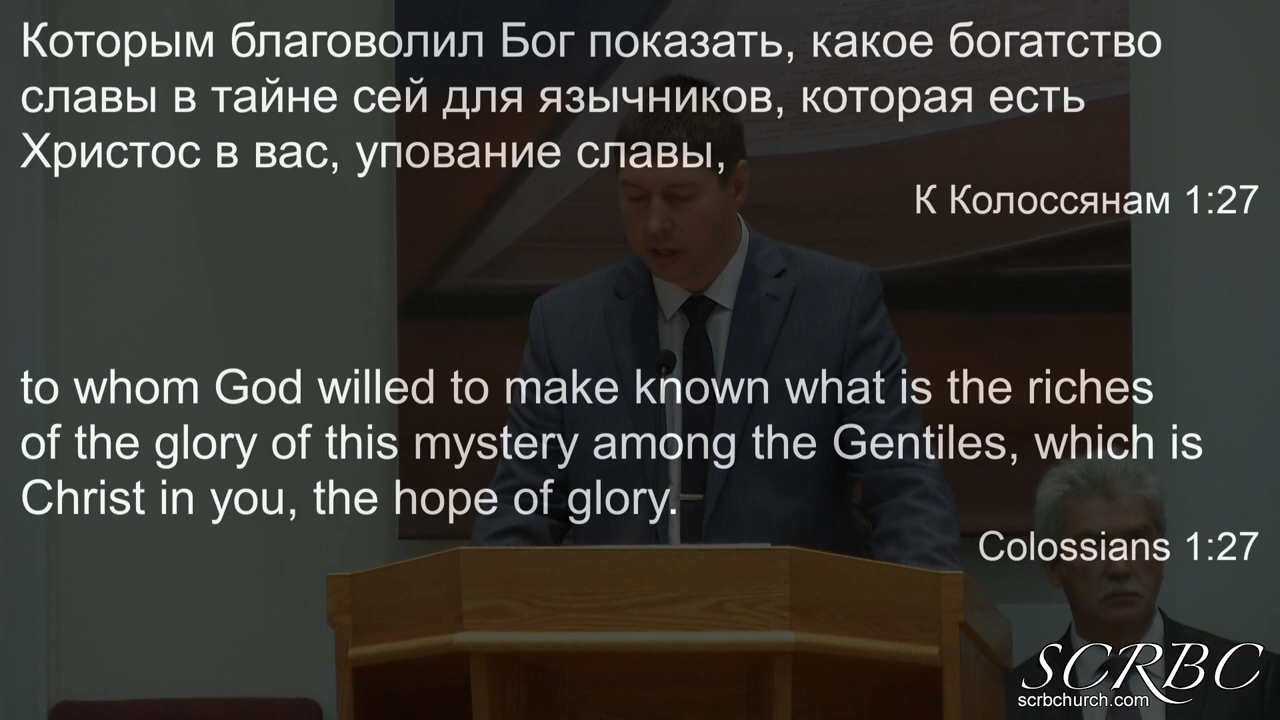 Которым благоволил Бог показать, какое богатство
славы в тайне сей для язычников, которая есть
Христос в вас, упование славы,
К Колоссянам 1:27
to whom God willed to make known what is the riches
of the glory of this mystery among the Gentiles, which is
Christ in you, the hope of glory.
Colossians 1:27
SCRBC
scrbchurch.com